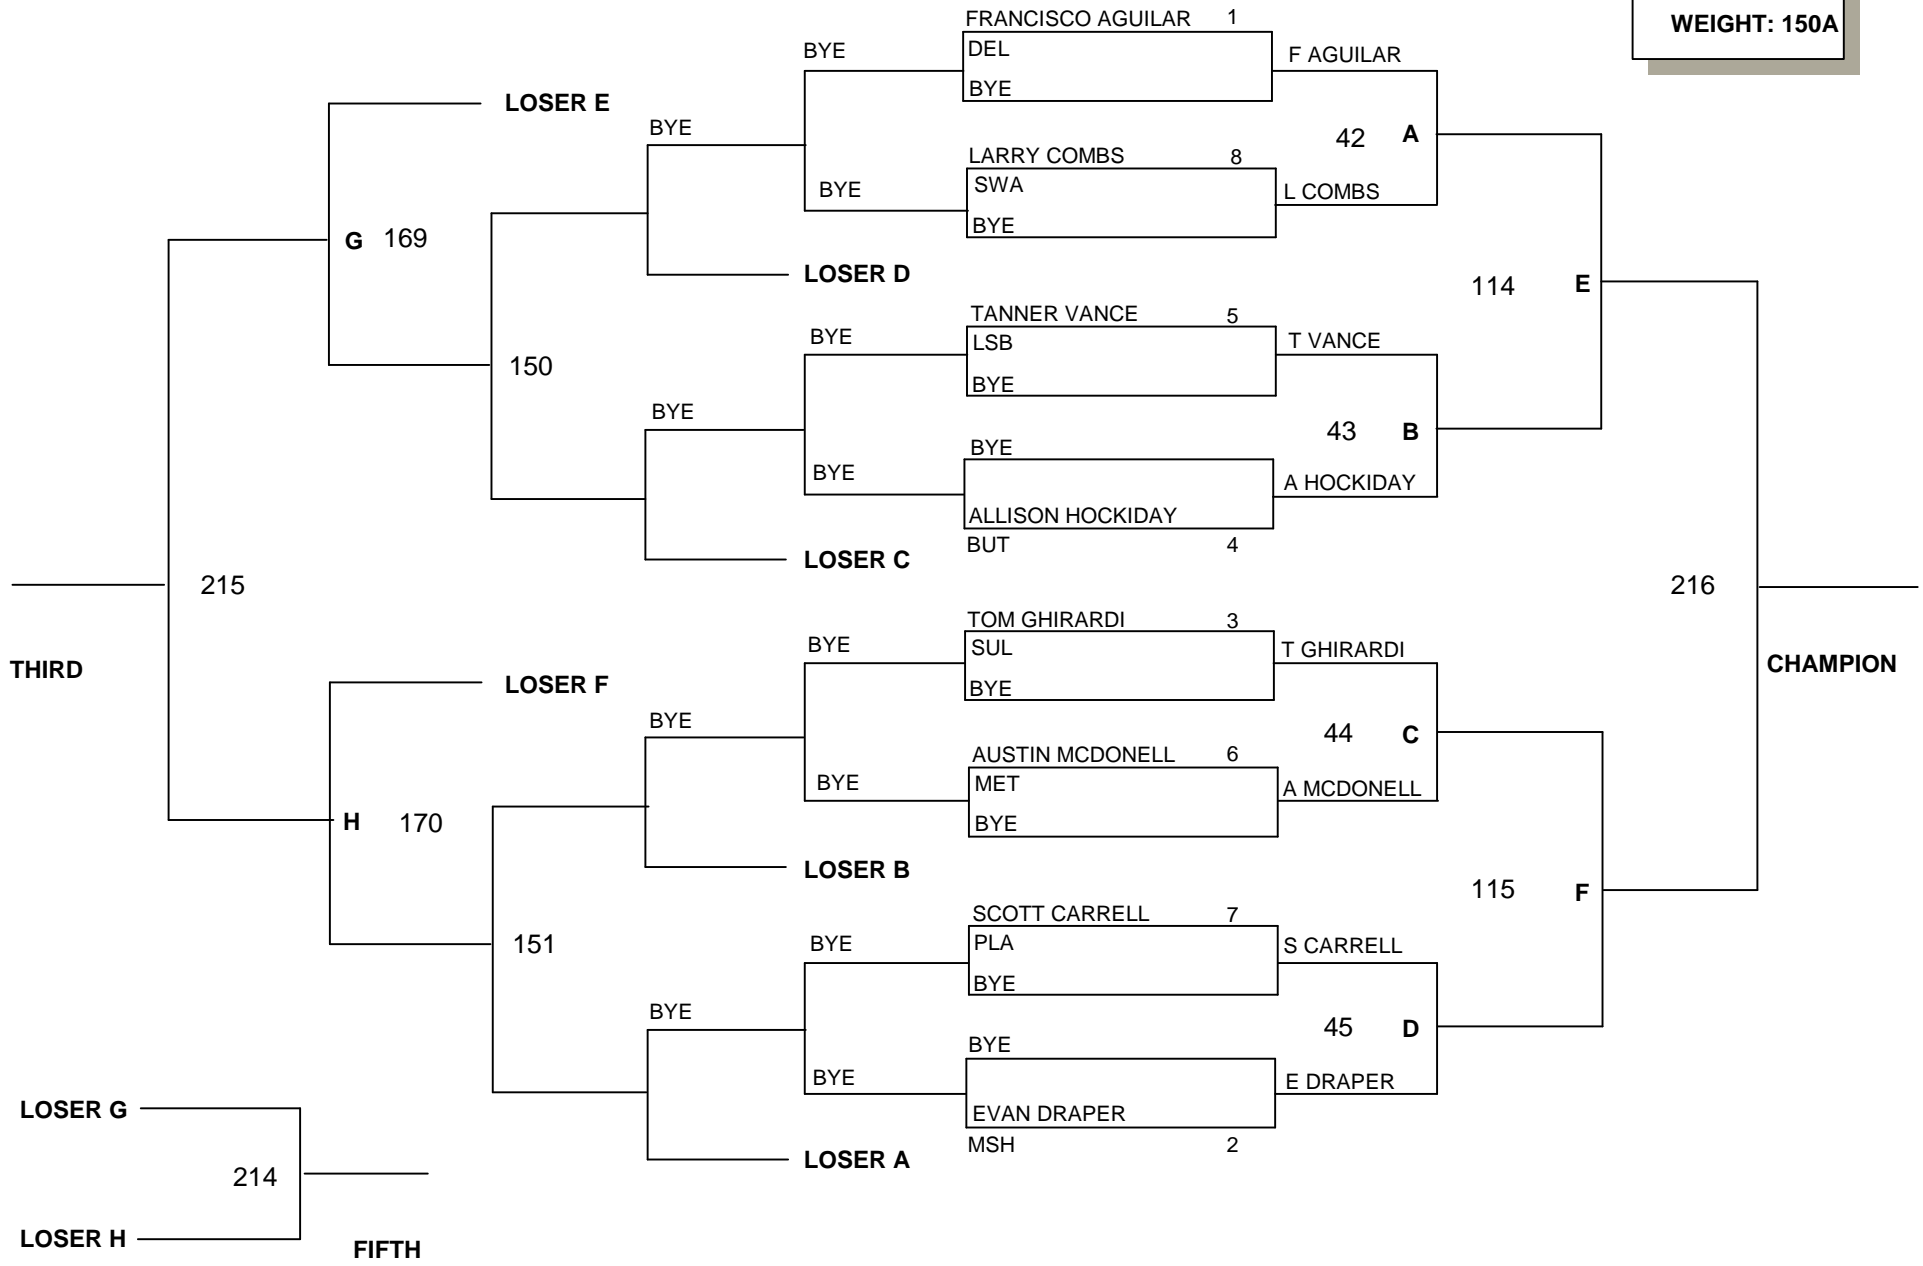 WEIGHT: 150A
FRANCISCO AGUILAR 1
BYE
DEL
F AGUILAR
BYE
LOSER E
BYE
42 A
LARRY COMBS 8
BYE
SWA
L COMBS
BYE
G 169
LOSER D
114 E
TANNER VANCE 5
BYE
LSB
T VANCE
150
BYE
BYE
43 B
BYE
BYE
A HOCKIDAY
ALLISON HOCKIDAY
BUT 4
LOSER C
215
216
TOM GHIRARDI 3
BYE
SUL
T GHIRARDI
THIRD
CHAMPION
LOSER F
BYE
BYE
44 C
AUSTIN MCDONELL 6
BYE
MET
A MCDONELL
H 170
BYE
LOSER B
115 F
SCOTT CARRELL 7
151
BYE
PLA
S CARRELL
BYE
BYE
45 D
BYE
BYE
E DRAPER
EVAN DRAPER
MSH 2
LOSER A
LOSER G
214
LOSER H
FIFTH